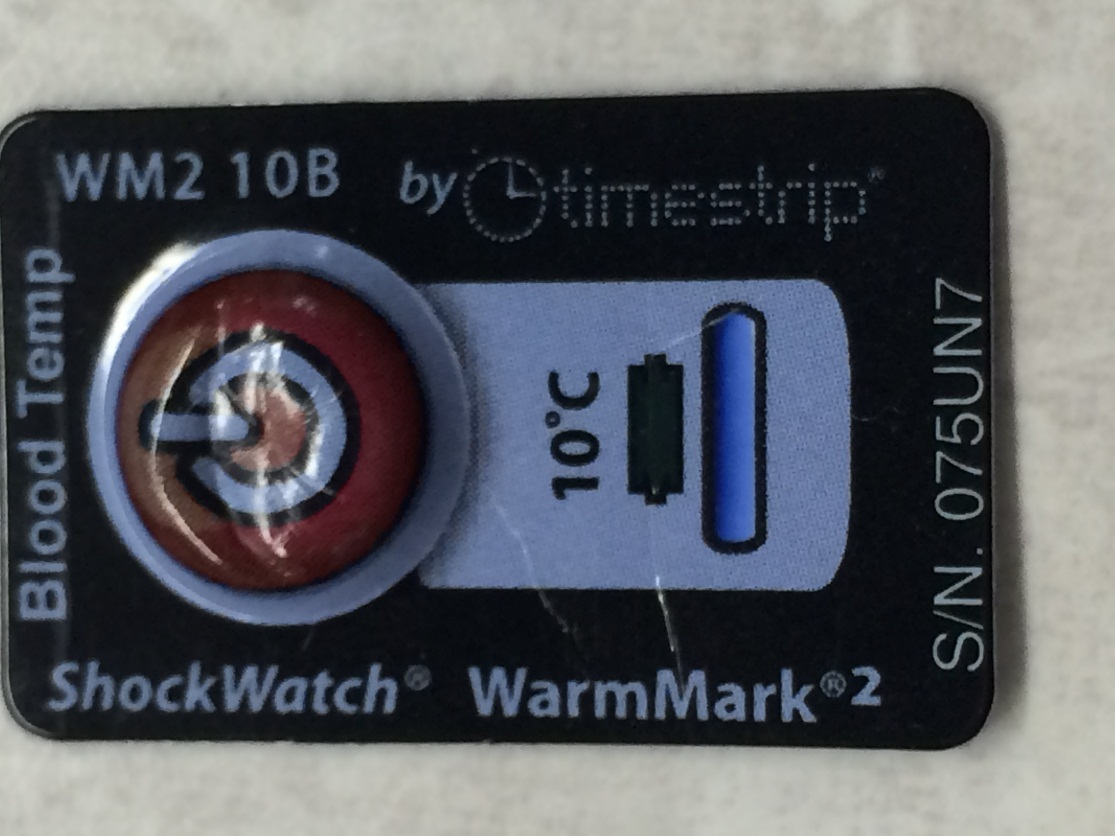 WM2 10B by timestrip®
Blood Temp
10°C
S/N. 075UN7
ShockWatch® WarmMark®2